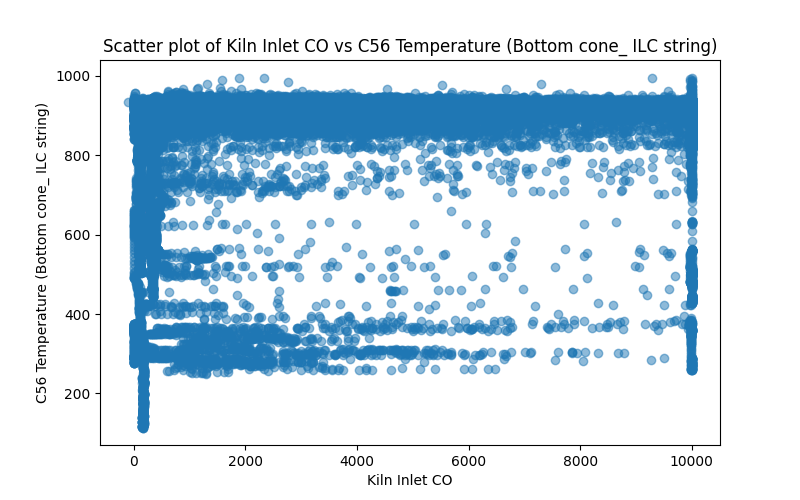 Scatter plot of Kiln Inlet CO vs C56 Temperature (Bottom cone_ ILC string)
C56 Temperature (Bottom cone_ ILC string)
1000
800
600
400
200
0 2000 4000 6000 8000 10000
Kiln Inlet CO